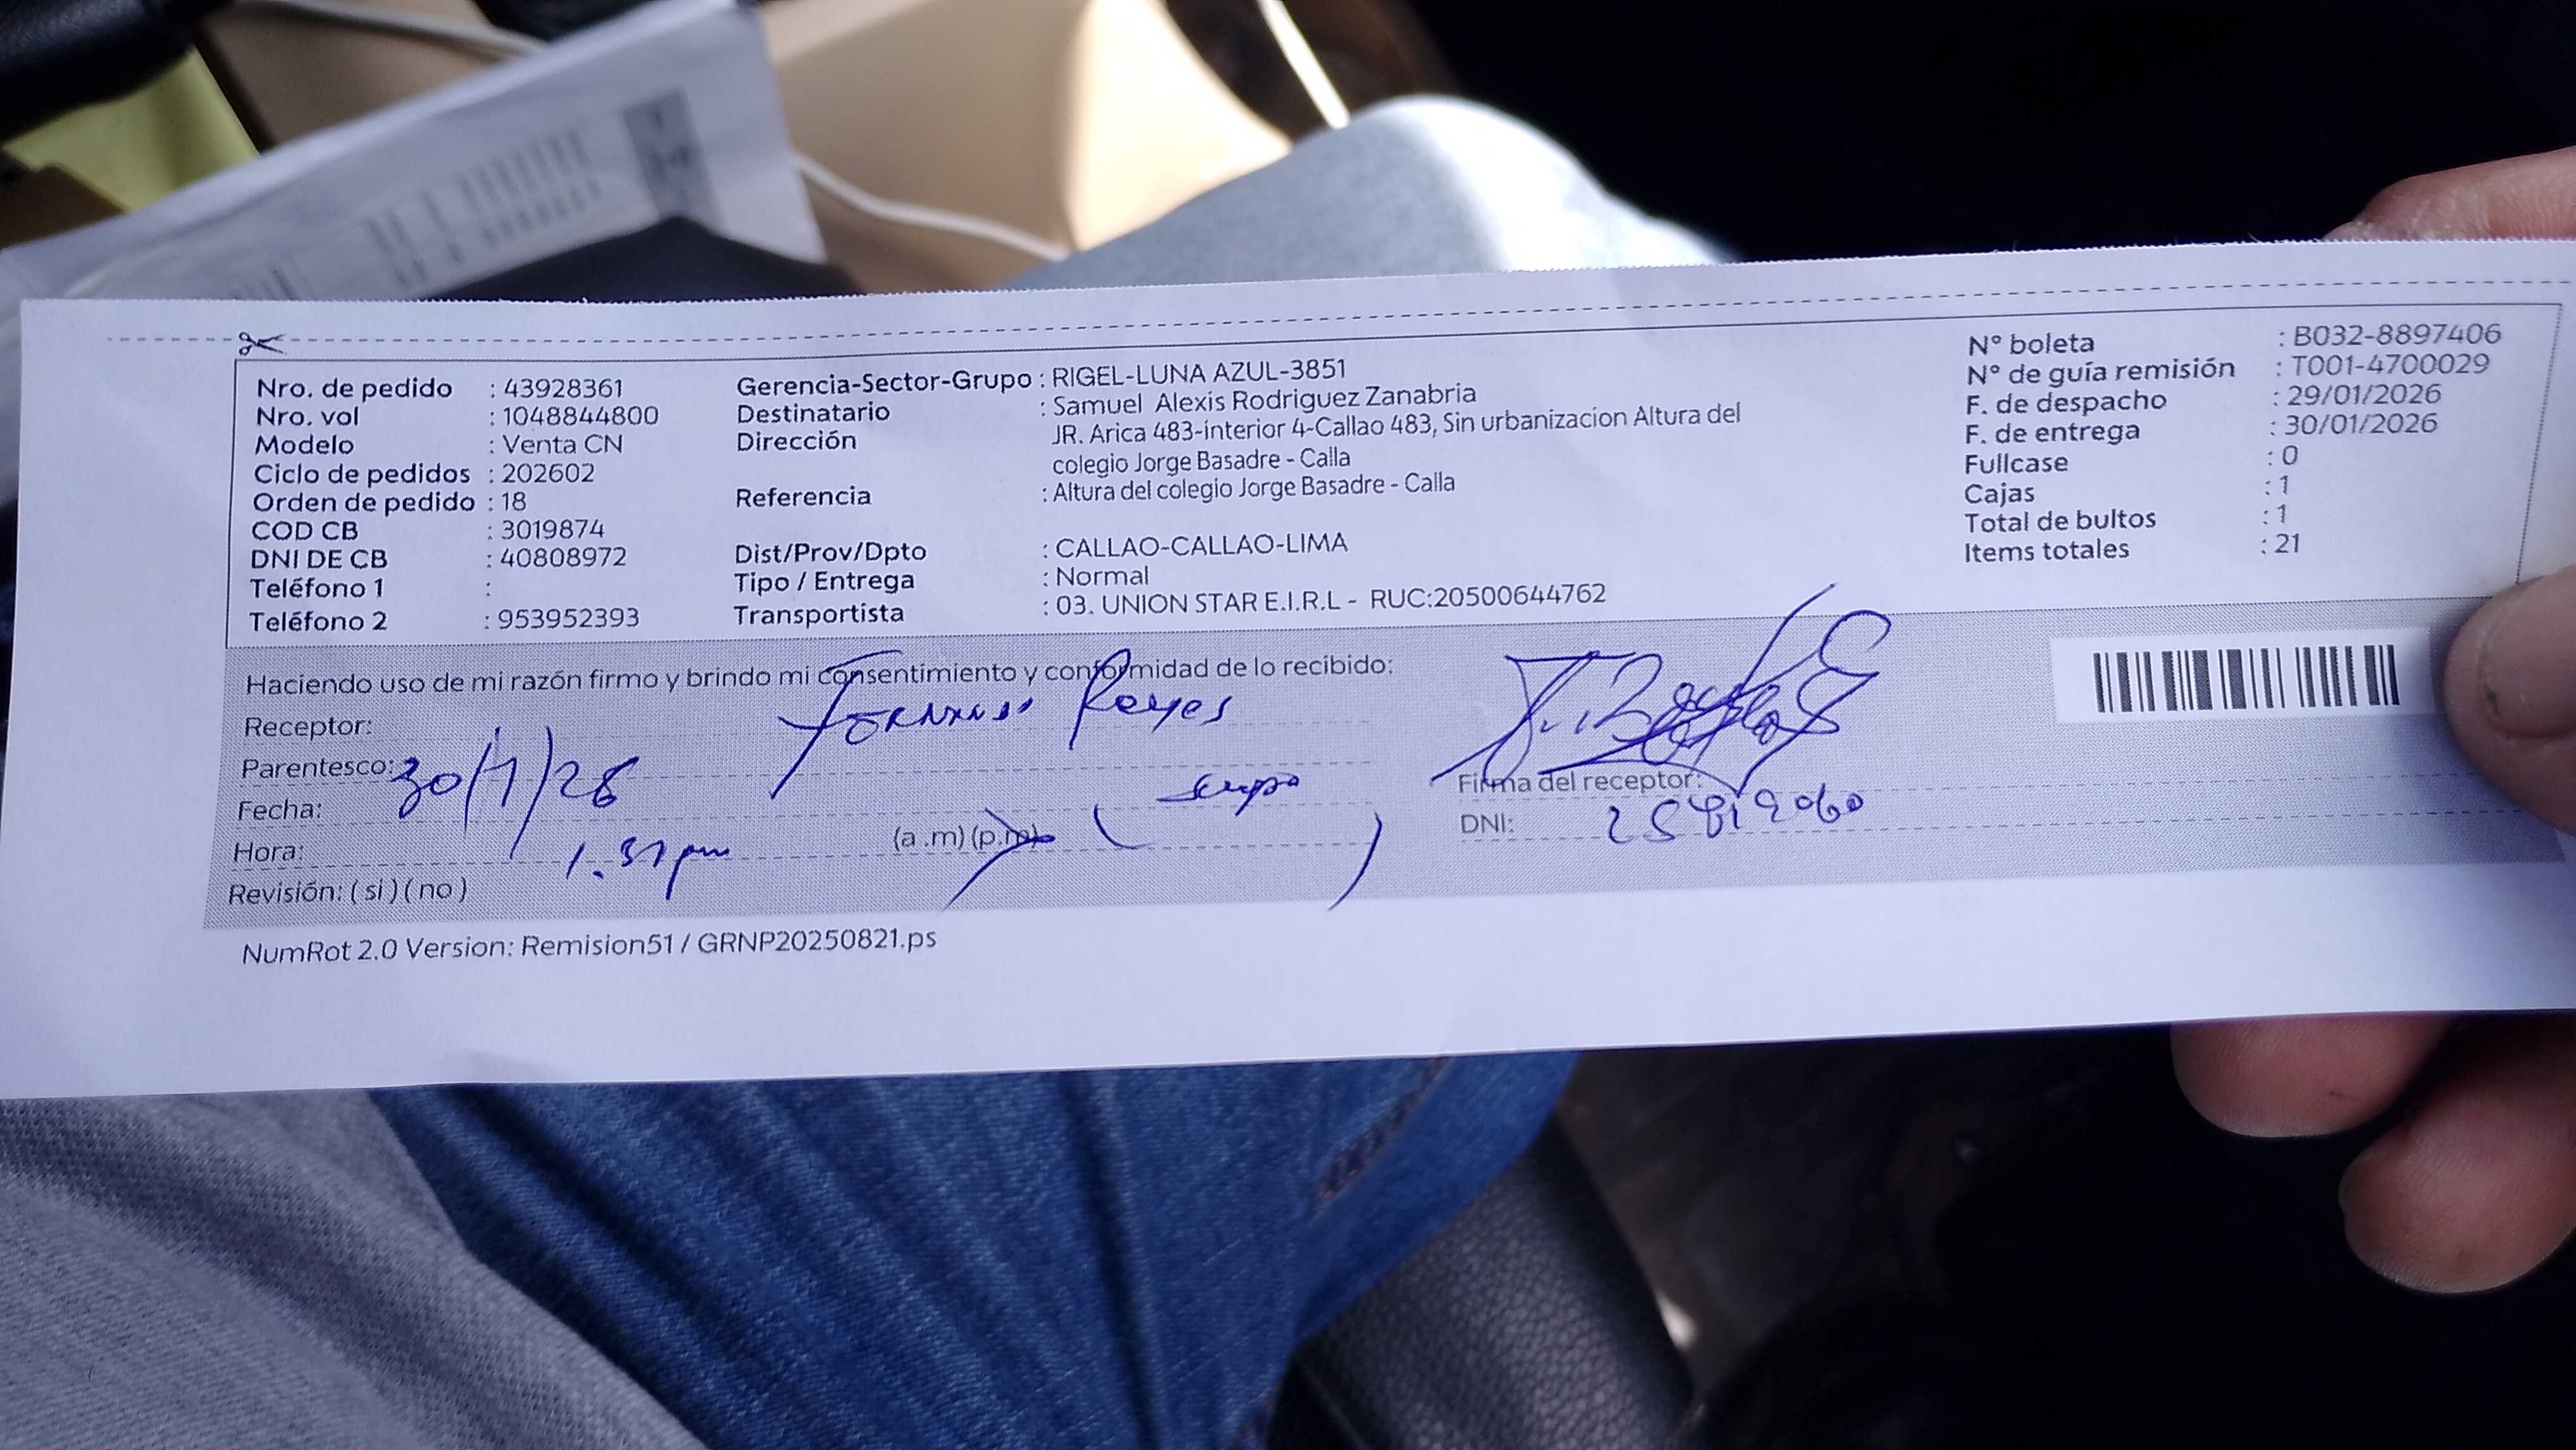 Nro. de pedido : 43928361
Nro. vol : 1048844800
Modelo : Venta CN
Ciclo de pedidos : 202602
Orden de pedido : 18
COD CB : 3019874
DNI DE CB : 40808972
Teléfono 1 :
Teléfono 2 : 953952393
Gerencia-Sector-Grupo : RIGEL-LUNA AZUL-3851
Destinatario : Samuel Alexis Rodriguez Zanabria
Dirección JR. Arica 483-interior 4-Callao 483, Sin urbanizacion Altura del
colegio Jorge Basadre - Calla
Referencia : Altura del colegio Jorge Basadre - Calla
Dist/Prov/Dpto : CALLAO-CALLAO-LIMA
Tipo / Entrega : Normal
Transportista : 03. UNION STAR E.I.R.L - RUC:20500644762
N° boleta : B032-8897406
N° de guía remisión : T001-4700029
F. de despacho : 29/01/2026
F. de entrega : 30/01/2026
Fullcase : 0
Cajas : 1
Total de bultos : 1
Items totales : 21
Haciendo uso de mi razón firmo y brindo mi consentimiento y conformidad de lo recibido:
Receptor: Reyes
Parentesco:
Fecha: 30/1/26
Hora: pm (a .m) (p.m)
Revisión: ( si ) ( no )
Firma del receptor:
DNI:
NumRot 2.0 Version: Remision51 / GRNP20250821.ps